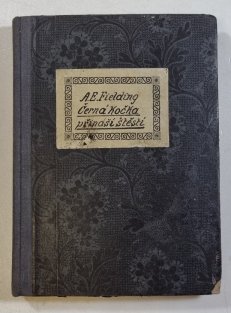 A.E. Fielding
Černá Kočka
přináší štěstí